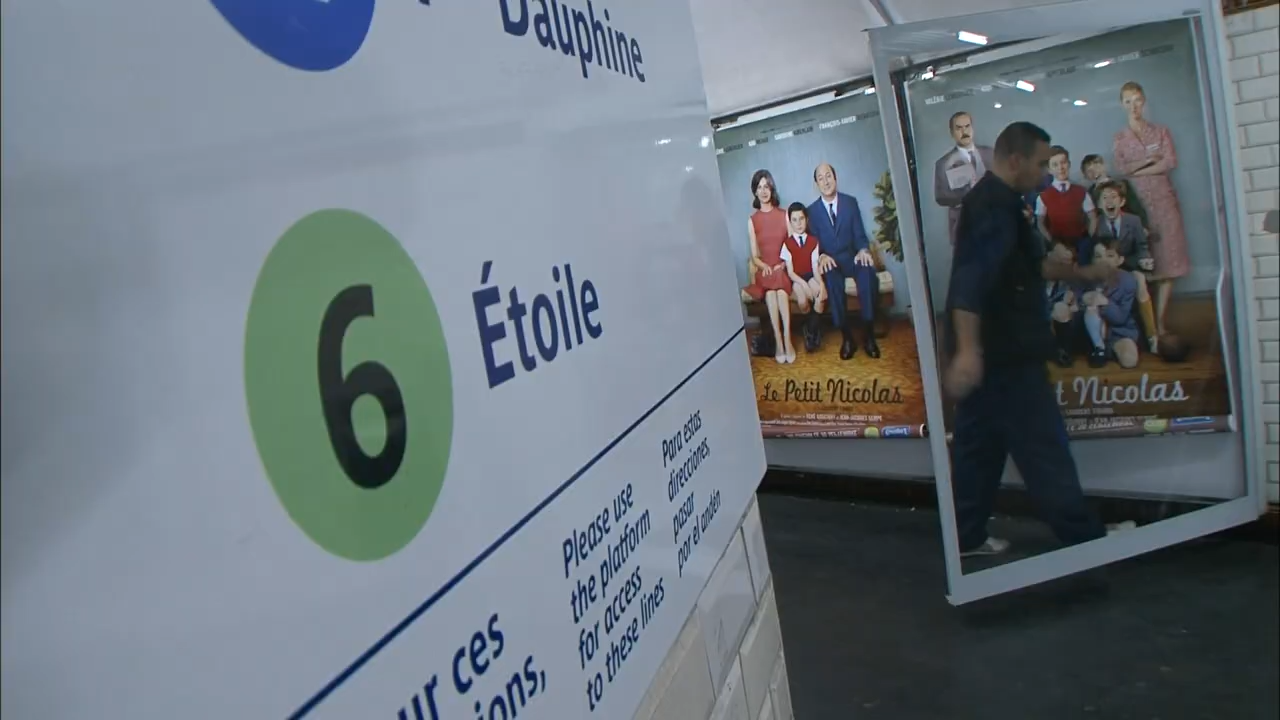 Dauphine
6
Étoile
ur ces
ions,
Please use
the platform
for access
to these lines
Para estas
direcciones,
pasar
por el andén
Le Petit Nicolas
t Nicolas